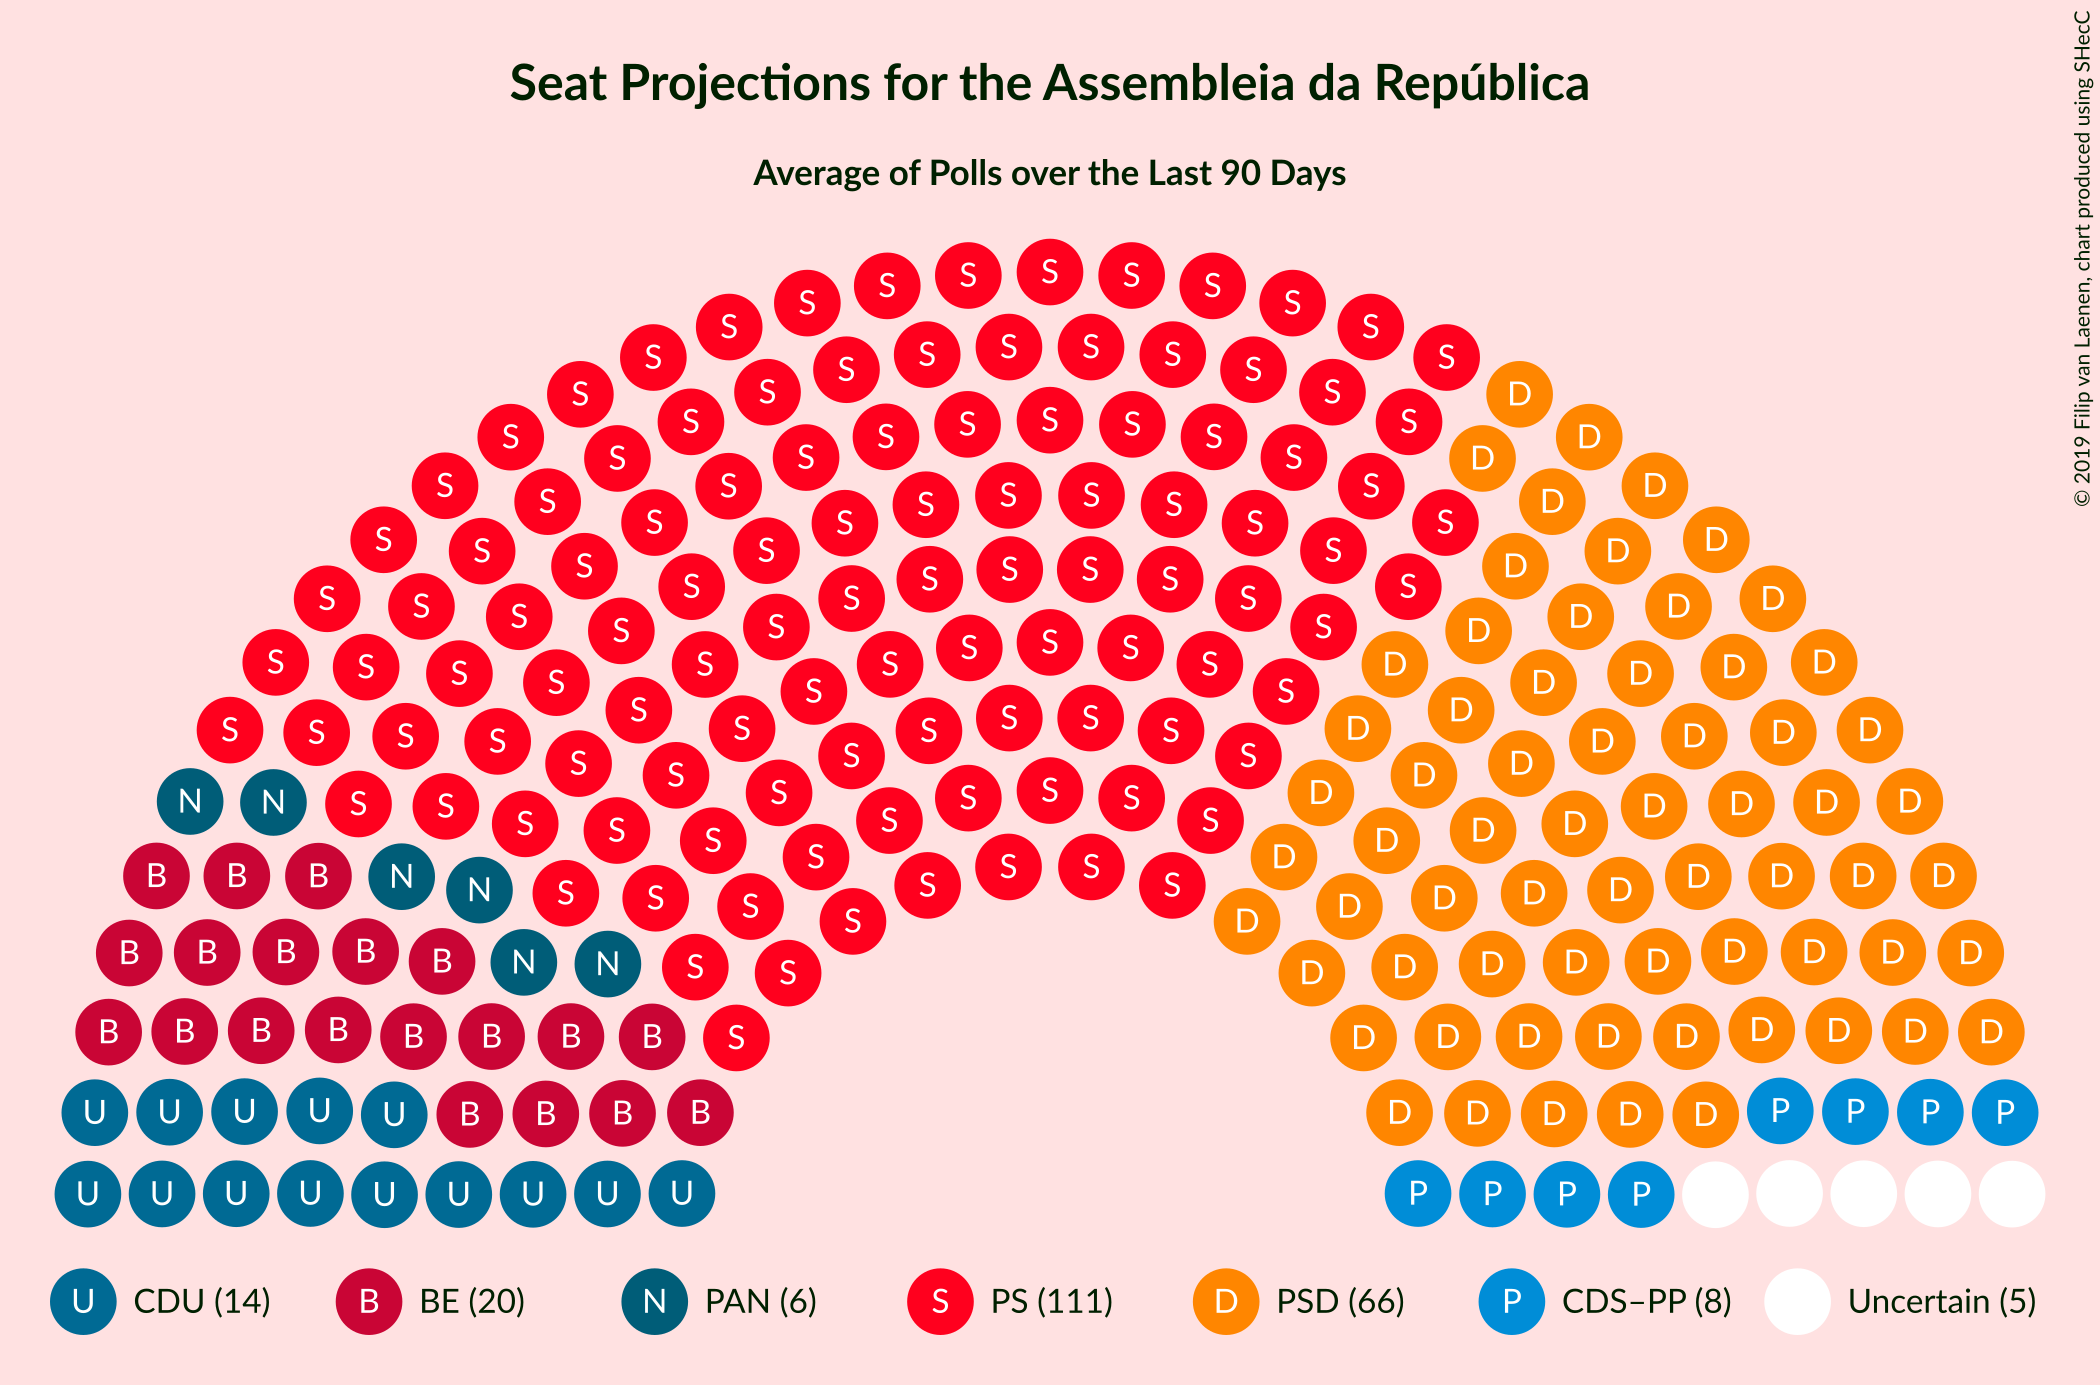 Seat Projections for the Assembleia da República
Average of Polls over the Last 90 Days
© 2019 Filip van Laenen, chart produced using SHecC
S S S S S S S S S S S S S S S S S S S S S S S S S S S S S S S S S S S S S S S S S S S S S S S S S S S S S S S S S S S S S S S S S S S S S S S S S S S S S S S S S S S S S S S S S S S S S S S S S S S S S S S S S S S S S S S
D D D D D D D D D D D D D D D D D D D D D D D D D D D D D D D D D D D D D D D D D D D D D D D D D D D D D D D D D D D D D D D D D D
N N N N N N
B B B B B B B B B B B B B B B B B B B B
U U U U U U U U U U U U U U
P P P P P P P P
U CDU (14) B BE (20) N PAN (6) S PS (111) D PSD (66) P CDS–PP (8) Uncertain (5)